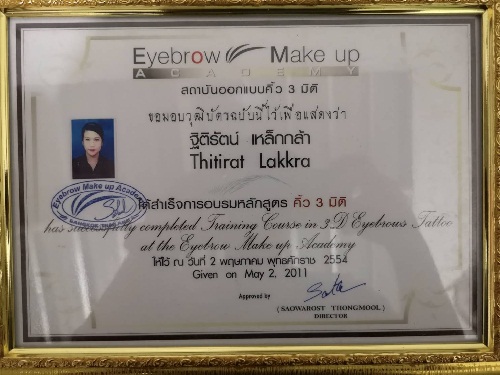 Eyebrow Make up
ACADEMY
สถาบันออกแบบคิ้ว 3 มิติ
ขอมอบวุฒิบัตรฉบับนี้ไว้เพื่อแสดงว่า
ฐิติรัตน์ เหล็กกล้า
Thitirat Lakkra
Eyebrow Make up Academy
ได้สำเร็จการอบรมหลักสูตร คิ้ว 3 มิติ
has successfully completed Training Course in 3D Eyebrows Tattoo
at the Eyebrow Make up Academy
ให้ไว้ ณ วันที่ 2 พฤษภาคม พุทธศักราช 2554
Given on May 2, 2011
Approved by
( SAOWAROST THONGMOOL )
DIRECTOR